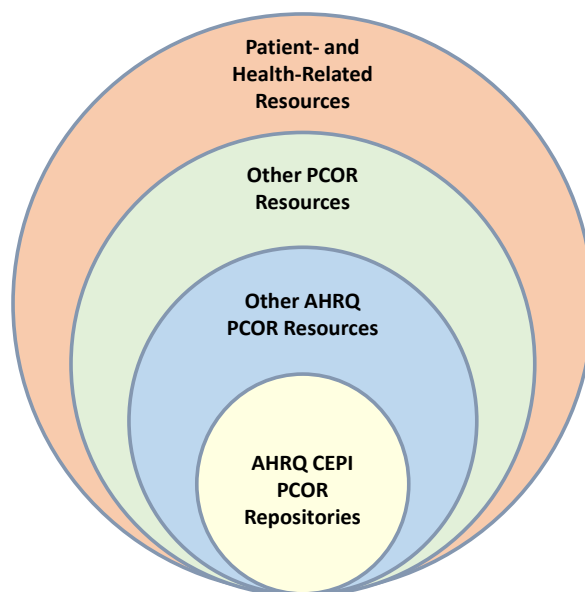 Patient- and
Health-Related
Resources
Other PCOR
Resources
Other AHRQ
PCOR Resources
AHRQ CEPI
PCOR
Repositories